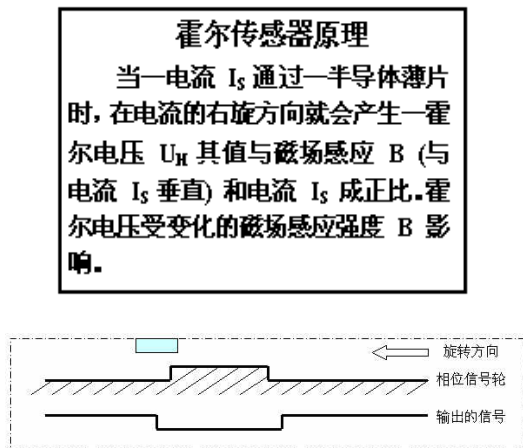 霍尔传感器原理
当一电流 IS 通过一半导体薄片
时，在电流的右旋方向就会产生一霍
尔电压 UH 其值与磁场感应 B (与
电流 IS 垂直) 和电流 IS 成正比。霍
尔电压受变化的磁场感应强度 B 影
响。
旋转方向
相位信号轮
输出的信号